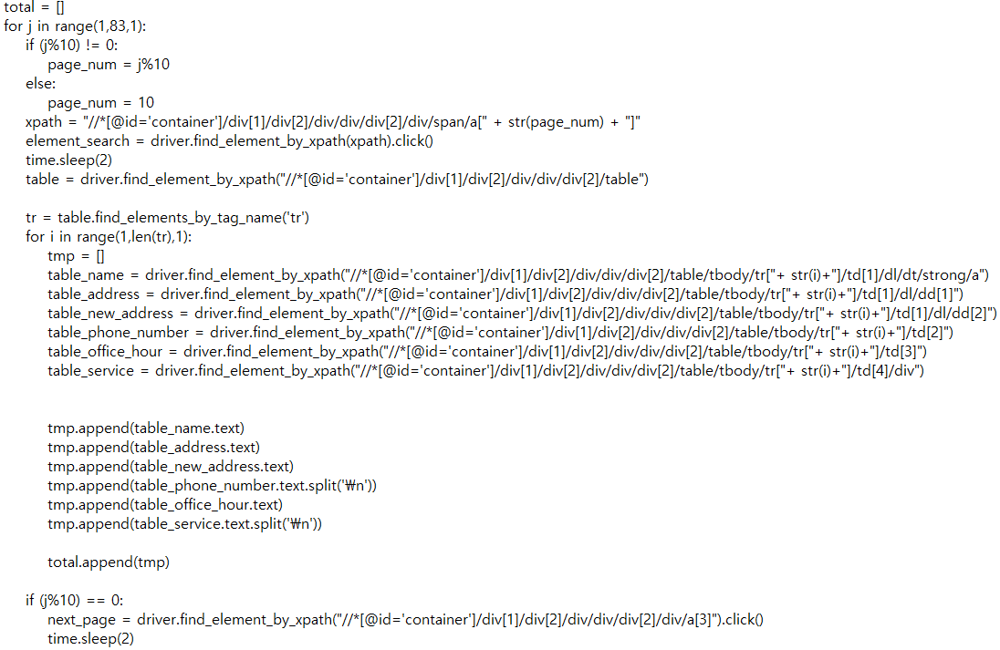 total = []
for j in range(1,83,1):
    if (j%10) != 0:
        page_num = j%10
    else:
        page_num = 10
    xpath = "//*[@id='container']/div[1]/div[2]/div/div/div[2]/div/span/a[" + str(page_num) + "]"
    element_search = driver.find_element_by_xpath(xpath).click()
    time.sleep(2)
    table = driver.find_element_by_xpath("//*[@id='container']/div[1]/div[2]/div/div/div[2]/table")
    tr = table.find_elements_by_tag_name('tr')
    for i in range(1,len(tr),1):
        tmp = []
        table_name = driver.find_element_by_xpath("//*[@id='container']/div[1]/div[2]/div/div/div[2]/table/tbody/tr["+ str(i)+"]/td[1]/dl/dt/strong/a")
        table_address = driver.find_element_by_xpath("//*[@id='container']/div[1]/div[2]/div/div/div[2]/table/tbody/tr["+ str(i)+"]/td[1]/dl/dd[1]")
        table_new_address = driver.find_element_by_xpath("//*[@id='container']/div[1]/div[2]/div/div/div[2]/table/tbody/tr["+ str(i)+"]/td[1]/dl/dd[2]")
        table_phone_number = driver.find_element_by_xpath("//*[@id='container']/div[1]/div[2]/div/div/div[2]/table/tbody/tr["+ str(i)+"]/td[2]")
        table_office_hour = driver.find_element_by_xpath("//*[@id='container']/div[1]/div[2]/div/div/div[2]/table/tbody/tr["+ str(i)+"]/td[3]")
        table_service = driver.find_element_by_xpath("//*[@id='container']/div[1]/div[2]/div/div/div[2]/table/tbody/tr["+ str(i)+"]/td[4]/div")
        tmp.append(table_name.text)
        tmp.append(table_address.text)
        tmp.append(table_new_address.text)
        tmp.append(table_phone_number.text.split('₩n'))
        tmp.append(table_office_hour.text)
        tmp.append(table_service.text.split('₩n'))
        total.append(tmp)
    if (j%10) == 0:
        next_page = driver.find_element_by_xpath("//*[@id='container']/div[1]/div[2]/div/div/div[2]/div/a[3]").click()
        time.sleep(2)